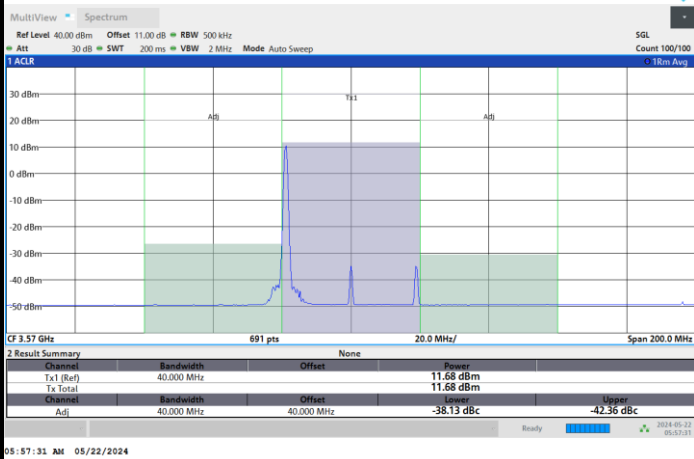 MultiView Spectrum
Ref Level 40.00 dBm Offset 11.00 dB RBW 500 kHz SGL
Att 30 dB SWT 200 ms VBW 2 MHz Mode Auto Sweep Count 100/100
1 ACLR 1Rm Avg
30 dBm
Tx1
20 dBm Adj Adj
10 dBm
0 dBm
-10 dBm
-20 dBm
-30 dBm
-40 dBm
-50 dBm
CF 3.57 GHz 691 pts 20.0 MHz/ Span 200.0 MHz
2 Result Summary None
Channel Bandwidth Offset Power
Tx1 (Ref) 40.000 MHz 11.68 dBm
Tx Total 11.68 dBm
Channel Bandwidth Offset Lower Upper
Adj 40.000 MHz 40.000 MHz -38.13 dBc -42.36 dBc
Ready 2024-05-22
05:57:31
05:57:31 AM 05/22/2024